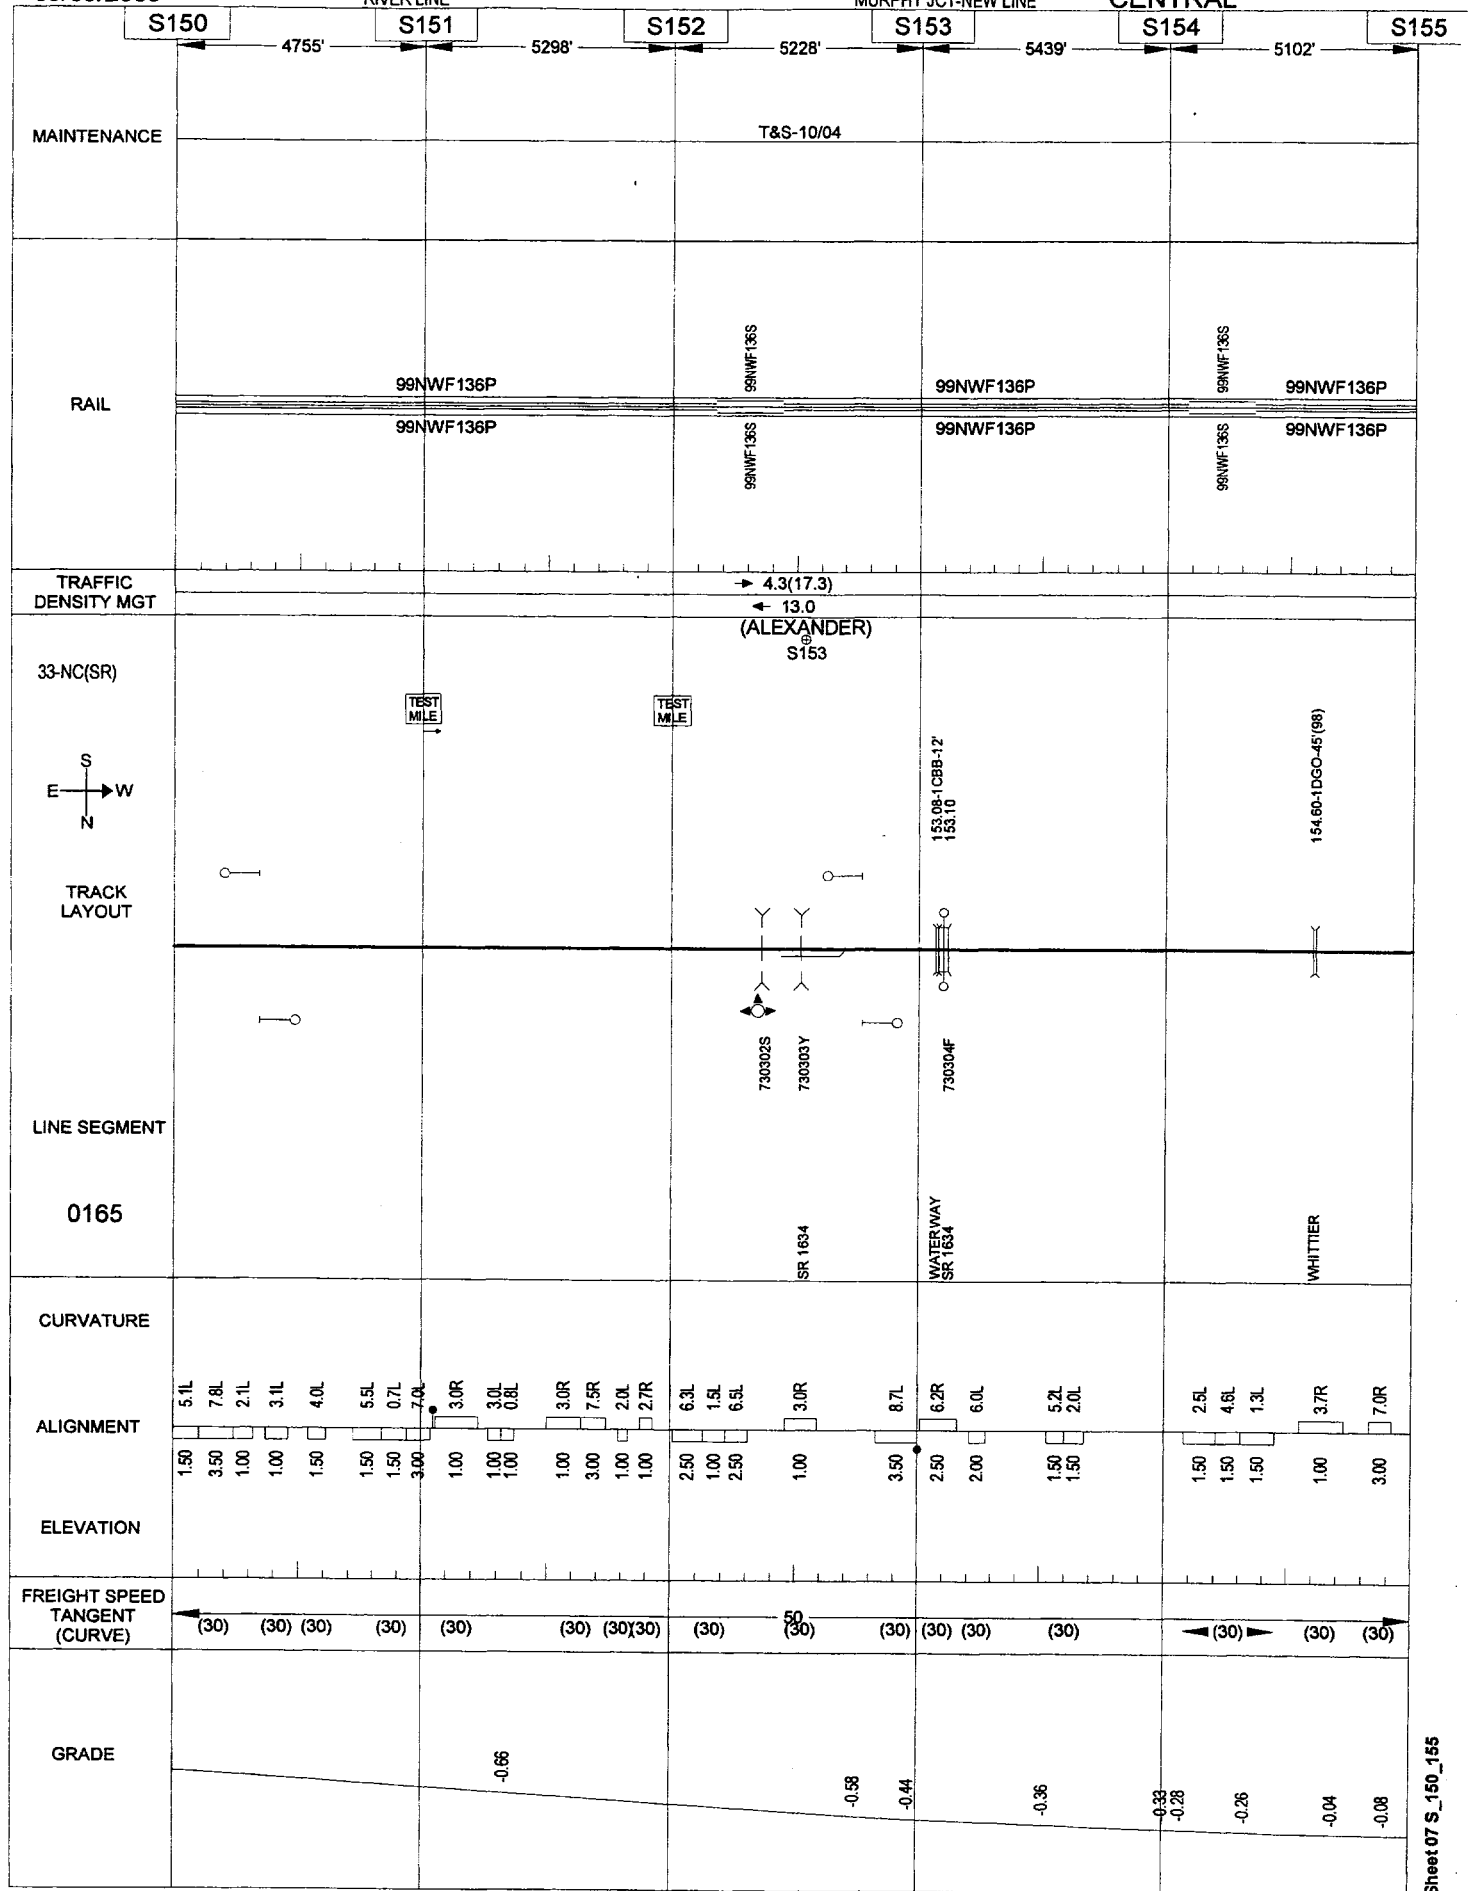 RIVER LINE
MURPHY JCT-NEW LINE
CENTRAL
S150 S151 S152 S153 S154 S155
4755' 5298' 5228' 5439' 5102'
MAINTENANCE
T&S-10/04
RAIL
99NWF136P 99NWF136S 99NWF136P 99NWF136S 99NWF136P
99NWF136P 99NWF136S 99NWF136P 99NWF136S 99NWF136P
TRAFFIC
DENSITY MGT
4.3(17.3)
13.0
(ALEXANDER)
S153
33-NC(SR)
TEST
MILE
TEST
MILE
S
E W
N
153.08-1CBB-12'
153.10
154.60-1DGO-45'(98)
TRACK
LAYOUT
730302S
730303Y
730304F
LINE SEGMENT
0165
SR 1634
WATERWAY
SR 1634
WHITTIER
CURVATURE
5.1L 7.8L 2.1L 3.1L 4.0L 5.5L 0.7L 7.0L 3.0R 3.0L 0.8L 3.0R 7.5R 2.0L 2.7R 6.3L 1.5L 6.5L 3.0R 8.7L 6.2R 6.0L 5.2L 2.0L 2.5L 4.6L 1.3L 3.7R 7.0R
ALIGNMENT
1.50 3.50 1.00 1.00 1.50 1.50 1.50 3.00 1.00 1.00 1.00 1.00 3.00 1.00 1.00 2.50 1.00 2.50 1.00 3.50 2.50 2.00 1.50 1.50 1.50 1.50 1.50 1.00 3.00
ELEVATION
FREIGHT SPEED
TANGENT
(CURVE)
50
(30) (30) (30) (30) (30) (30) (30) (30) (30) (30) (30) (30) (30) (30) (30) (30) (30)
GRADE
-0.66 -0.58 -0.44 -0.36 -0.33 -0.28 -0.26 -0.04 -0.08
Sheet 07 S_150_155